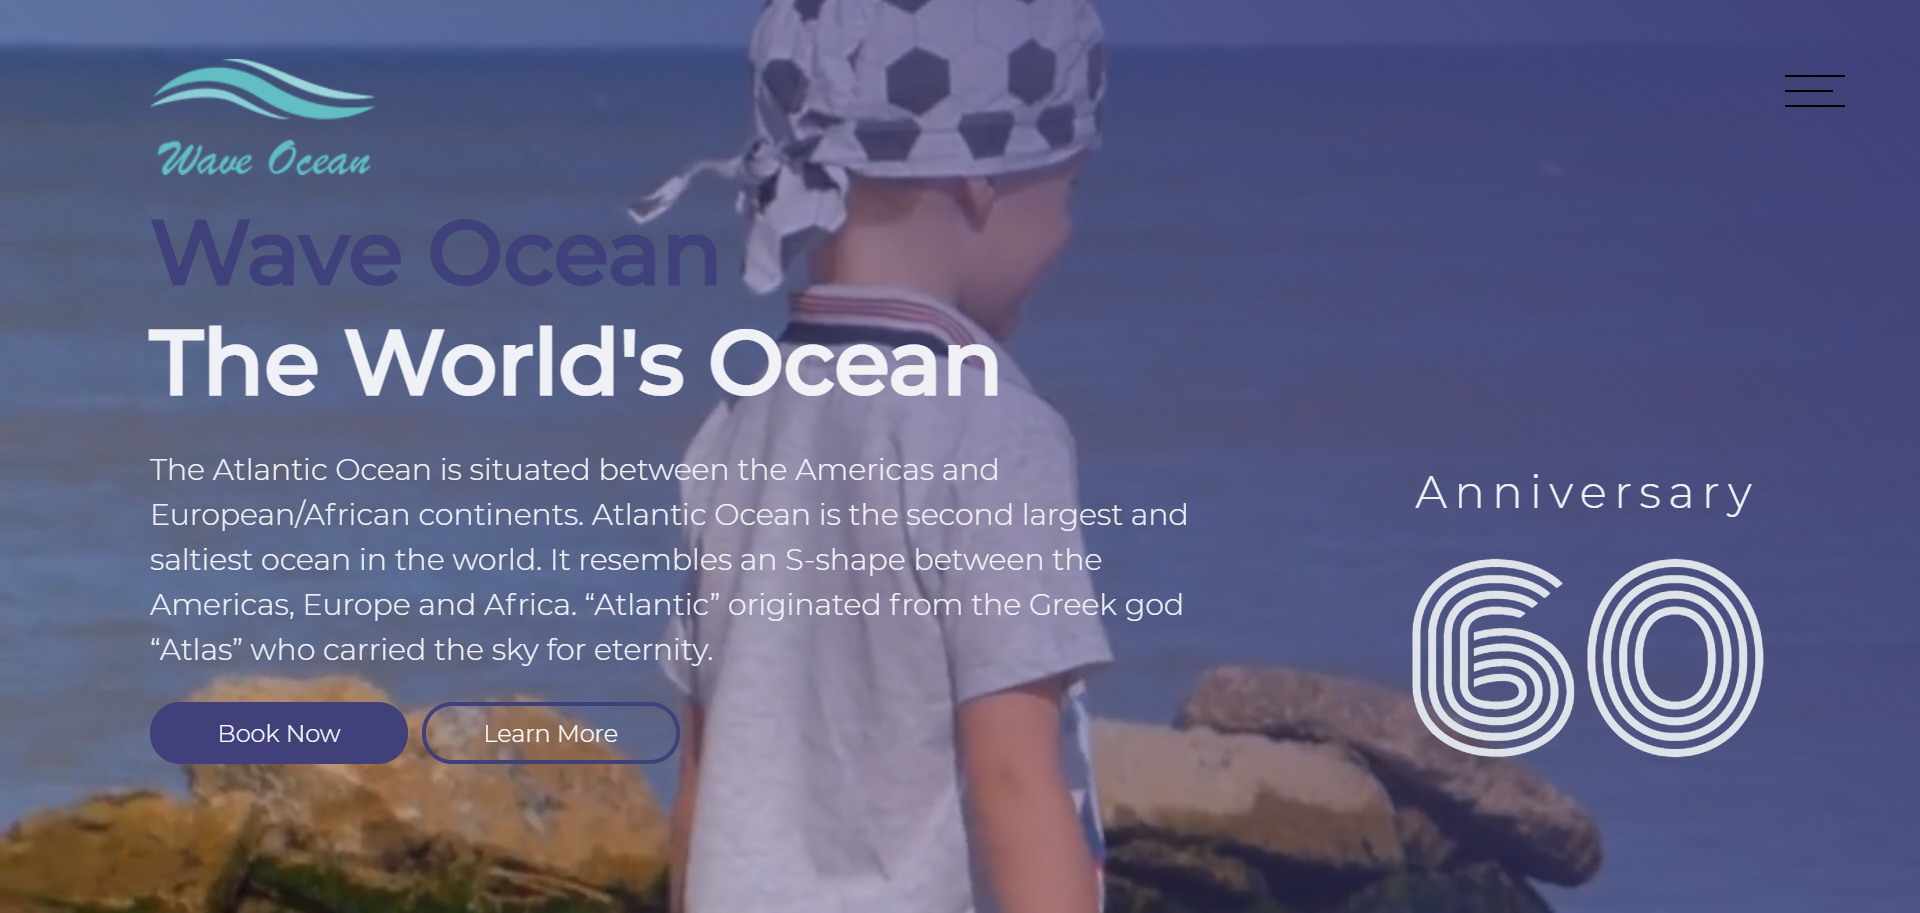 Wave Ocean
Wave Ocean
The World's Ocean
The Atlantic Ocean is situated between the Americas and
European/African continents. Atlantic Ocean is the second largest and
saltiest ocean in the world. It resembles an S-shape between the
Americas, Europe and Africa. “Atlantic” originated from the Greek god
“Atlas” who carried the sky for eternity.
Book Now
Learn More
Anniversary
60